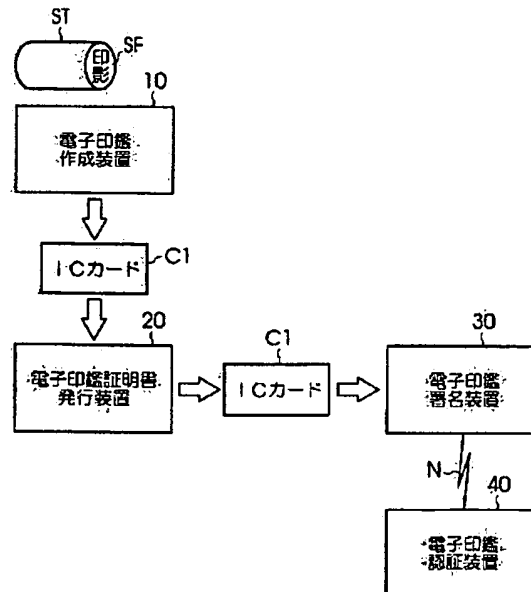 ST
SF
印影
10
電子印鑑
作成装置
ICカード
C1
20
電子印鑑証明書
発行装置
C1
ICカード
30
電子印鑑
署名装置
N
40
電子印鑑
認証装置